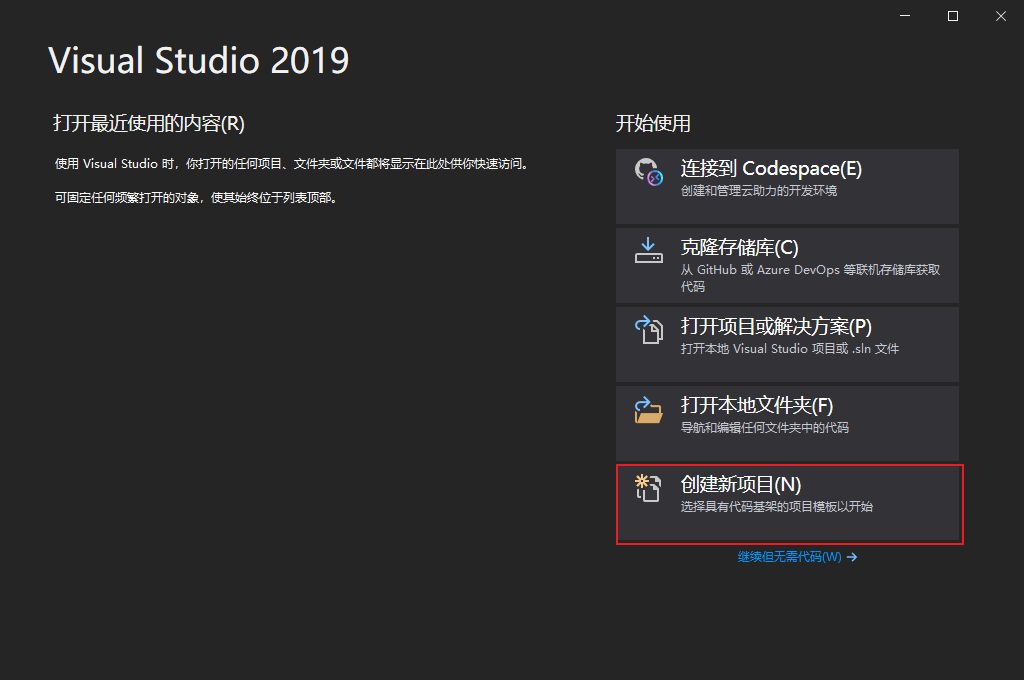 Visual Studio 2019
打开最近使用的内容(R)
使用 Visual Studio 时，你打开的任何项目、文件夹或文件都将显示在此处供你快速访问。
可固定任何频繁打开的对象，使其始终位于列表顶部。
开始使用
连接到 Codespace(E)
创建和管理云助力的开发环境
克隆存储库(C)
从 GitHub 或 Azure DevOps 等联机存储库获取
代码
打开项目或解决方案(P)
打开本地 Visual Studio 项目或 .sln 文件
打开本地文件夹(F)
导航和编辑任何文件夹中的代码
创建新项目(N)
选择具有代码基架的项目模板以开始
继续但无需代码(W) →